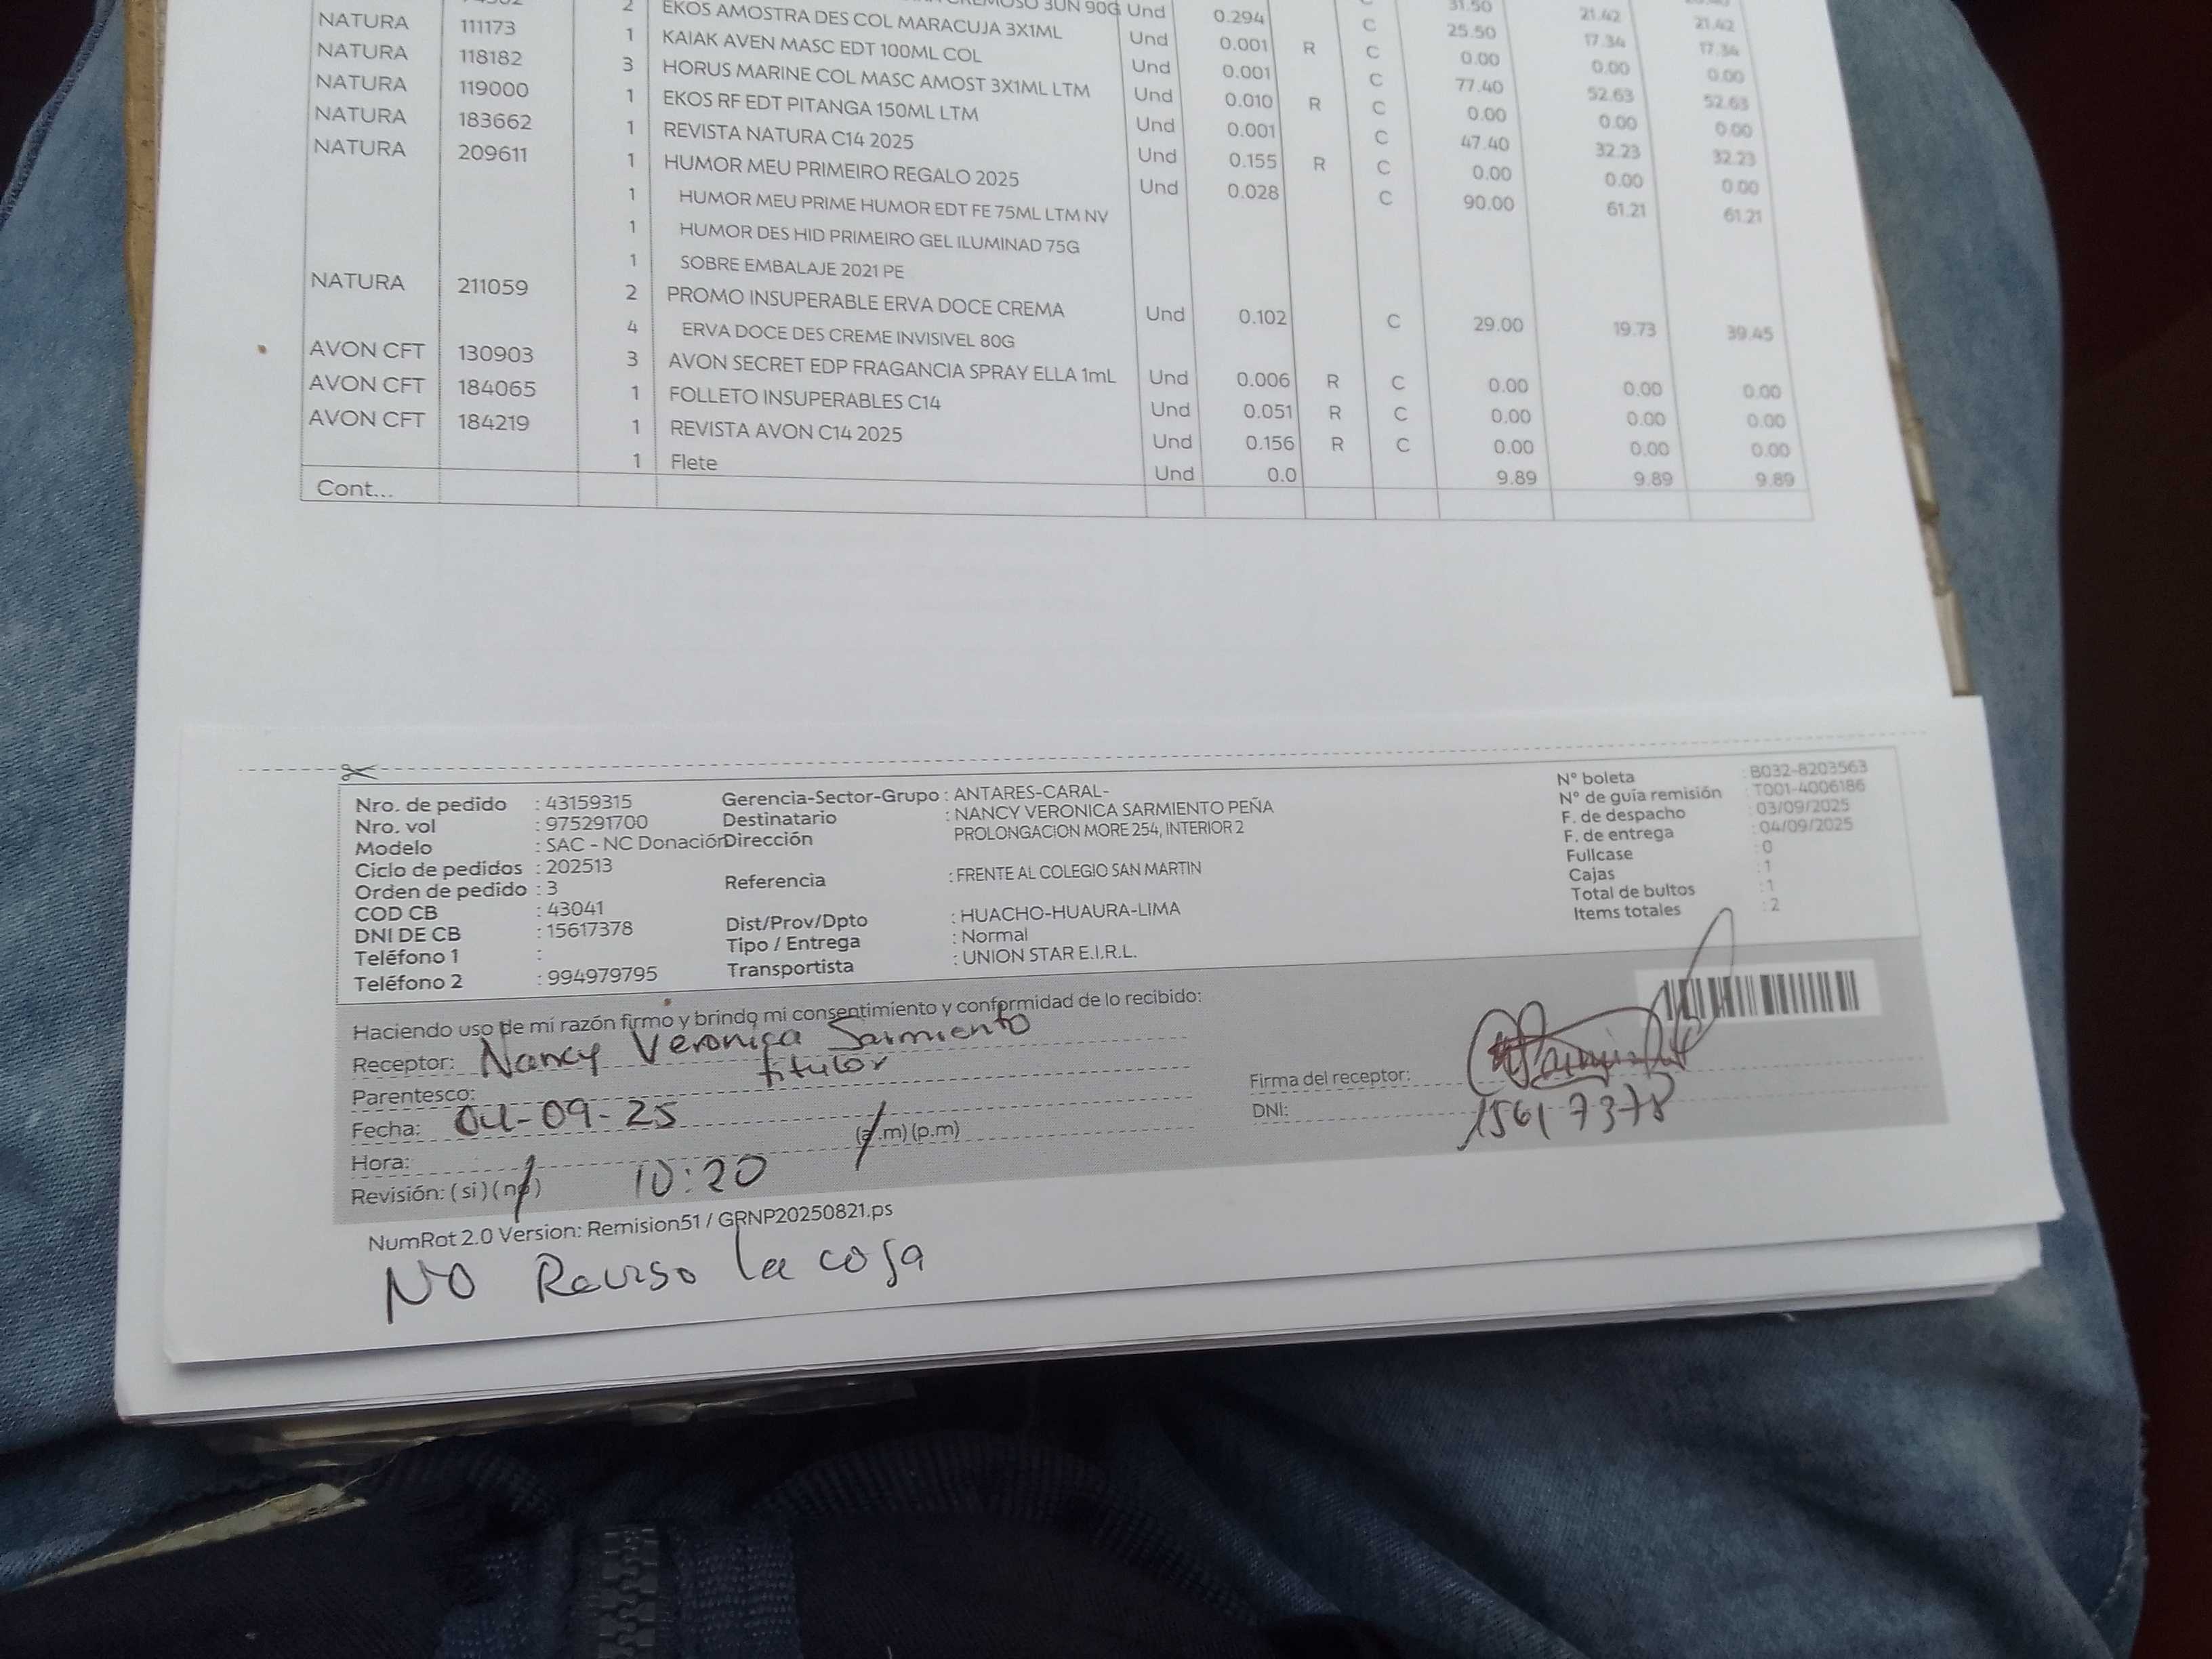 CREMOSO 3UN 90G Und 0.294 C 31.50 21.42 21.42
NATURA 111173 2 EKOS AMOSTRA DES COL MARACUJA 3X1ML Und 0.001 R C 25.50 17.34 17.34
NATURA 118182 1 KAIAK AVEN MASC EDT 100ML COL Und 0.001 C 0.00 0.00 0.00
NATURA 119000 3 HORUS MARINE COL MASC AMOST 3X1ML LTM Und 0.010 R C 77.40 52.63 52.63
NATURA 183662 1 EKOS RF EDT PITANGA 150ML LTM Und 0.001 C 0.00 0.00 0.00
NATURA 209611 1 REVISTA NATURA C14 2025 Und 0.155 R C 47.40 32.23 32.23
1 HUMOR MEU PRIMEIRO REGALO 2025 Und 0.028 C 0.00 0.00 0.00
1 HUMOR MEU PRIME HUMOR EDT FE 75ML LTM NV 90.00 61.21 61.21
1 HUMOR DES HID PRIMEIRO GEL ILUMINAD 75G
1 SOBRE EMBALAJE 2021 PE
NATURA 211059 2 PROMO INSUPERABLE ERVA DOCE CREMA Und 0.102 C 29.00 19.73 39.45
4 ERVA DOCE DES CREME INVISIVEL 80G
AVON CFT 130903 3 AVON SECRET EDP FRAGANCIA SPRAY ELLA 1mL Und 0.006 R C 0.00 0.00 0.00
AVON CFT 184065 1 FOLLETO INSUPERABLES C14 Und 0.051 R C 0.00 0.00 0.00
AVON CFT 184219 1 REVISTA AVON C14 2025 Und 0.156 R C 0.00 0.00 0.00
1 Flete Und 0.0 9.89 9.89 9.89
Cont...
Nro. de pedido : 43159315 Gerencia-Sector-Grupo : ANTARES-CARAL- N° boleta : B032-8203563
Nro. vol : 975291700 Destinatario : NANCY VERONICA SARMIENTO PEÑA N° de guía remisión : T001-4006186
Modelo : SAC - NC Donación Dirección PROLONGACION MORE 254, INTERIOR 2 F. de despacho : 03/09/2025
Ciclo de pedidos : 202513 F. de entrega : 04/09/2025
Orden de pedido : 3 Referencia : FRENTE AL COLEGIO SAN MARTIN Fullcase : 0
COD CB : 43041 Cajas : 1
DNI DE CB : 15617378 Dist/Prov/Dpto : HUACHO-HUAURA-LIMA Total de bultos : 1
Teléfono 1 : Tipo / Entrega : Normal Items totales : 2
Teléfono 2 : 994979795 Transportista : UNION STAR E.I.R.L.
Haciendo uso de mi razón firmo y brindo mi consentimiento y conformidad de lo recibido:
Receptor: Nancy Veronica Sarmiento
Parentesco: titular
Firma del receptor:
Fecha: 04-09-25
DNI: 15617378
Hora: 10:20 (a.m) (p.m)
Revisión: (si) (no)
NumRot 2.0 Version: Remision51 / GRNP20250821.ps
NO Reviso la caja